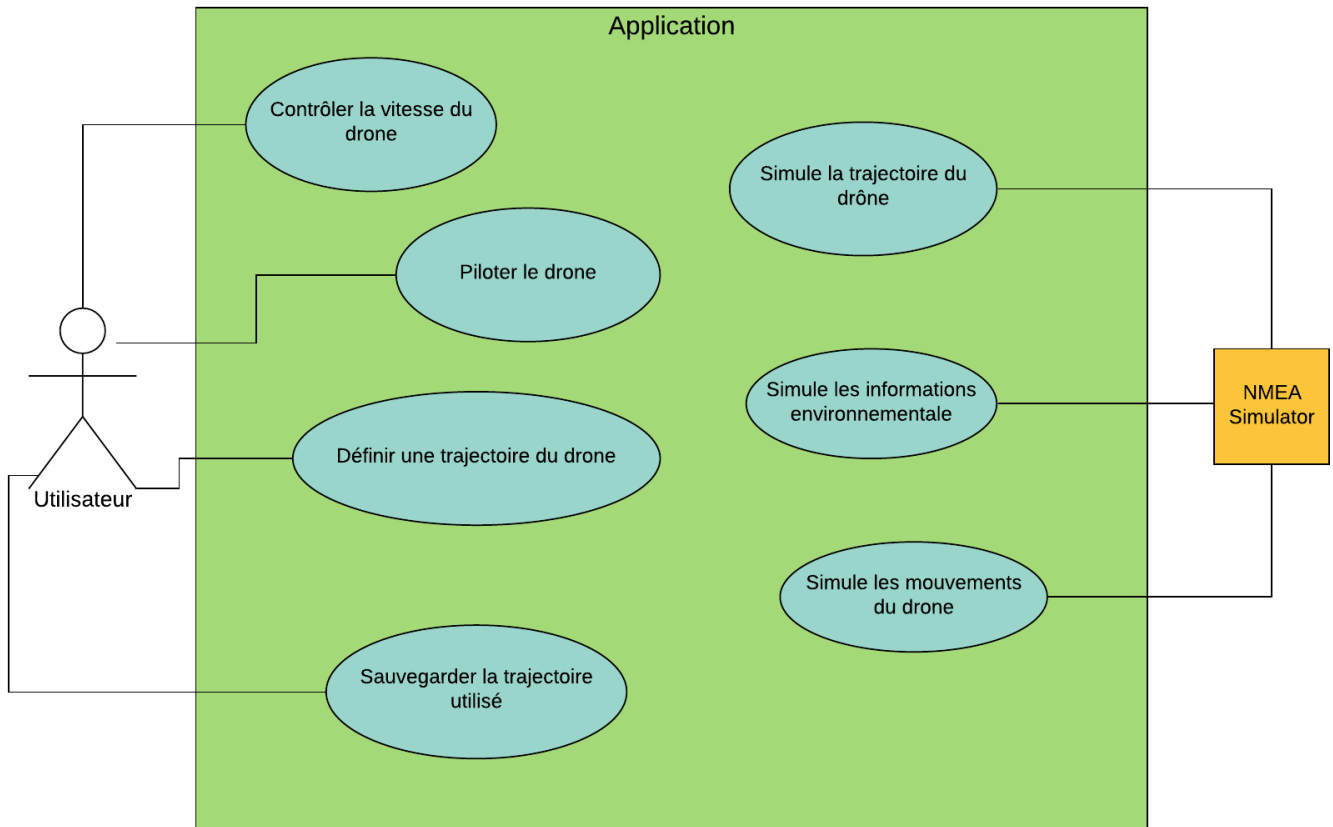 Application
Contrôler la vitesse du
drone
Simule la trajectoire du
drône
Piloter le drone
Simule les informations
environnementale
NMEA
Simulator
Définir une trajectoire du drone
Utilisateur
Simule les mouvements
du drone
Sauvegarder la trajectoire
utilisé